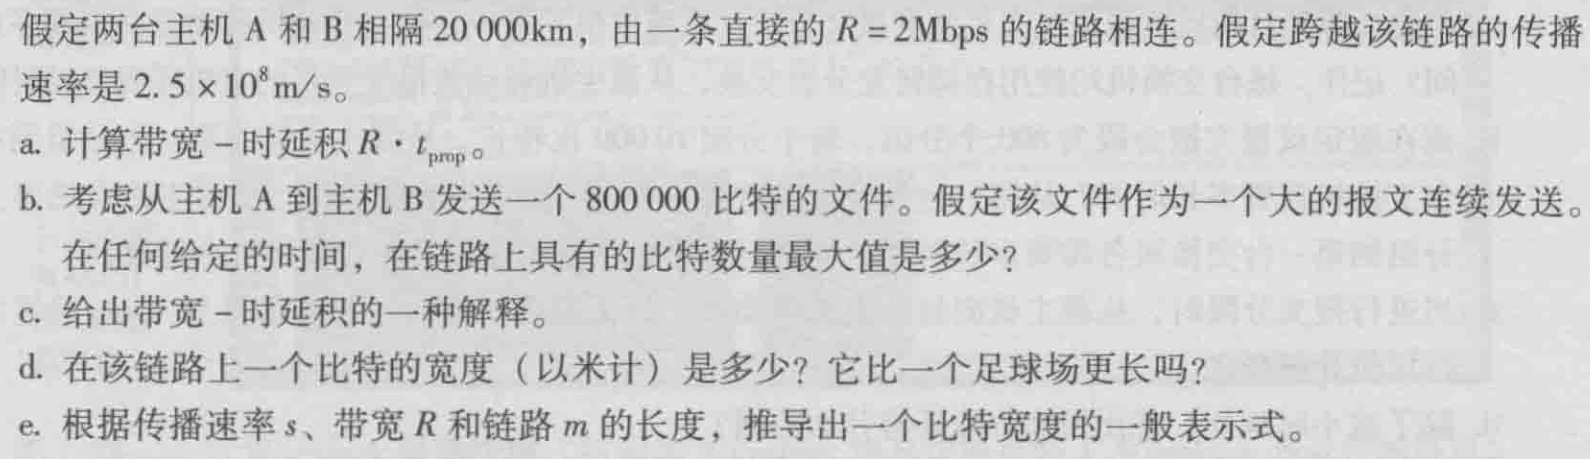 假定两台主机 A 和 B 相隔 20 000km，由一条直接的 R = 2Mbps 的链路相连。假定跨越该链路的传播
速率是 2.5 × 10⁸ m/s。
a. 计算带宽 – 时延积 R · t_prop。
b. 考虑从主机 A 到主机 B 发送一个 800 000 比特的文件。假定该文件作为一个大的报文连续发送。
在任何给定的时间，在链路上具有的比特数量最大值是多少？
c. 给出带宽 – 时延积的一种解释。
d. 在该链路上一个比特的宽度（以米计）是多少？它比一个足球场更长吗？
e. 根据传播速率 s、带宽 R 和链路 m 的长度，推导出一个比特宽度的一般表示式。